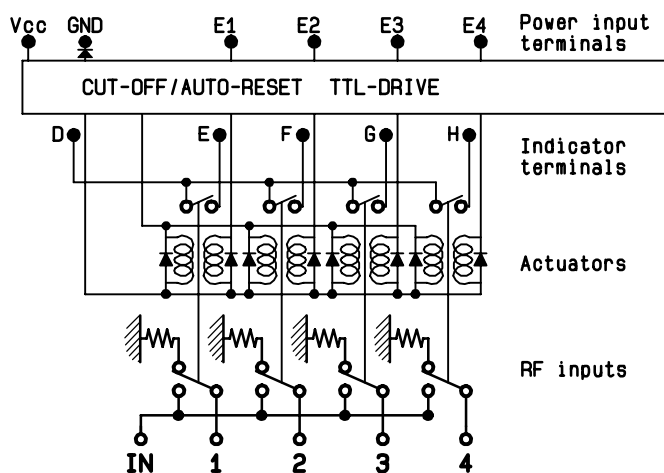 Vcc GND E1 E2 E3 E4 Power input
terminals
CUT-OFF/AUTO-RESET TTL-DRIVE
D E F G H Indicator
terminals
Actuators
RF inputs
IN 1 2 3 4